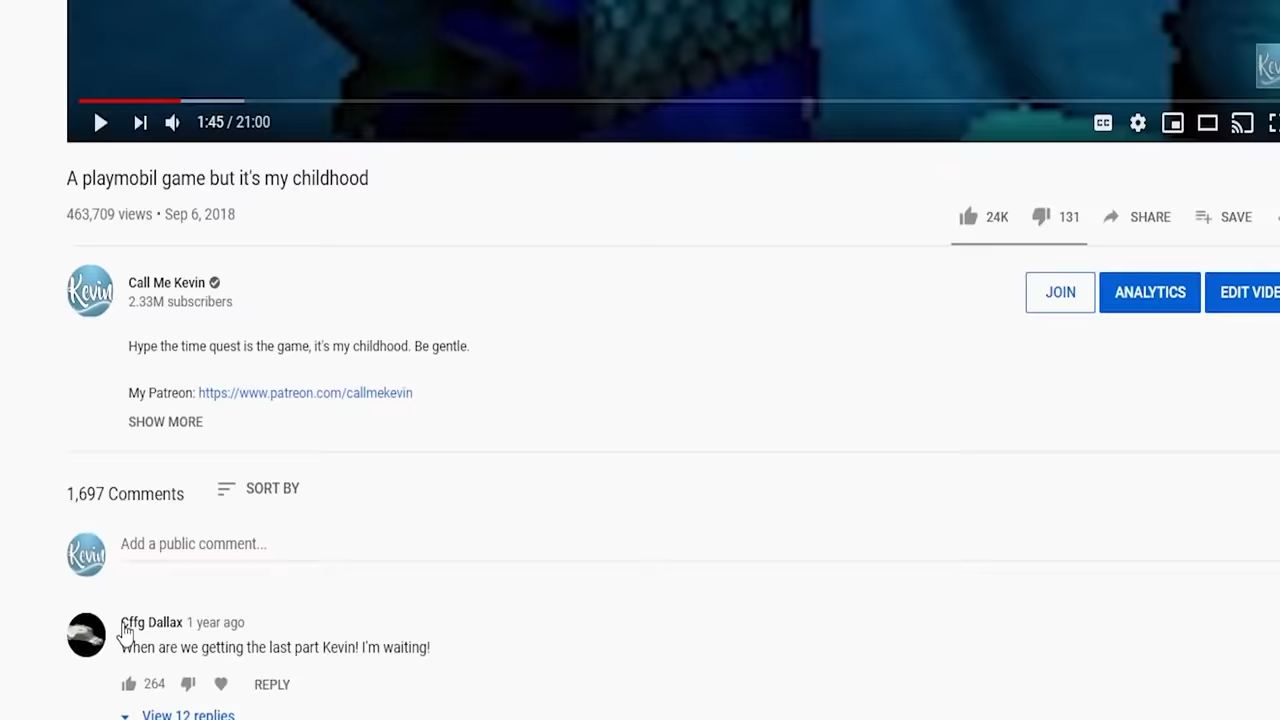 1:45 / 21:00
CC
A playmobil game but it's my childhood
463,709 views • Sep 6, 2018
24K
131
SHARE
SAVE
Kevin
Call Me Kevin
2.33M subscribers
JOIN
ANALYTICS
EDIT VIDE
Hype the time quest is the game, it's my childhood. Be gentle.
My Patreon: https://www.patreon.com/callmekevin
SHOW MORE
1,697 Comments
SORT BY
Kevin
Add a public comment...
Dallax 1 year ago
When are we getting the last part Kevin! I'm waiting!
264
REPLY
View 12 replies